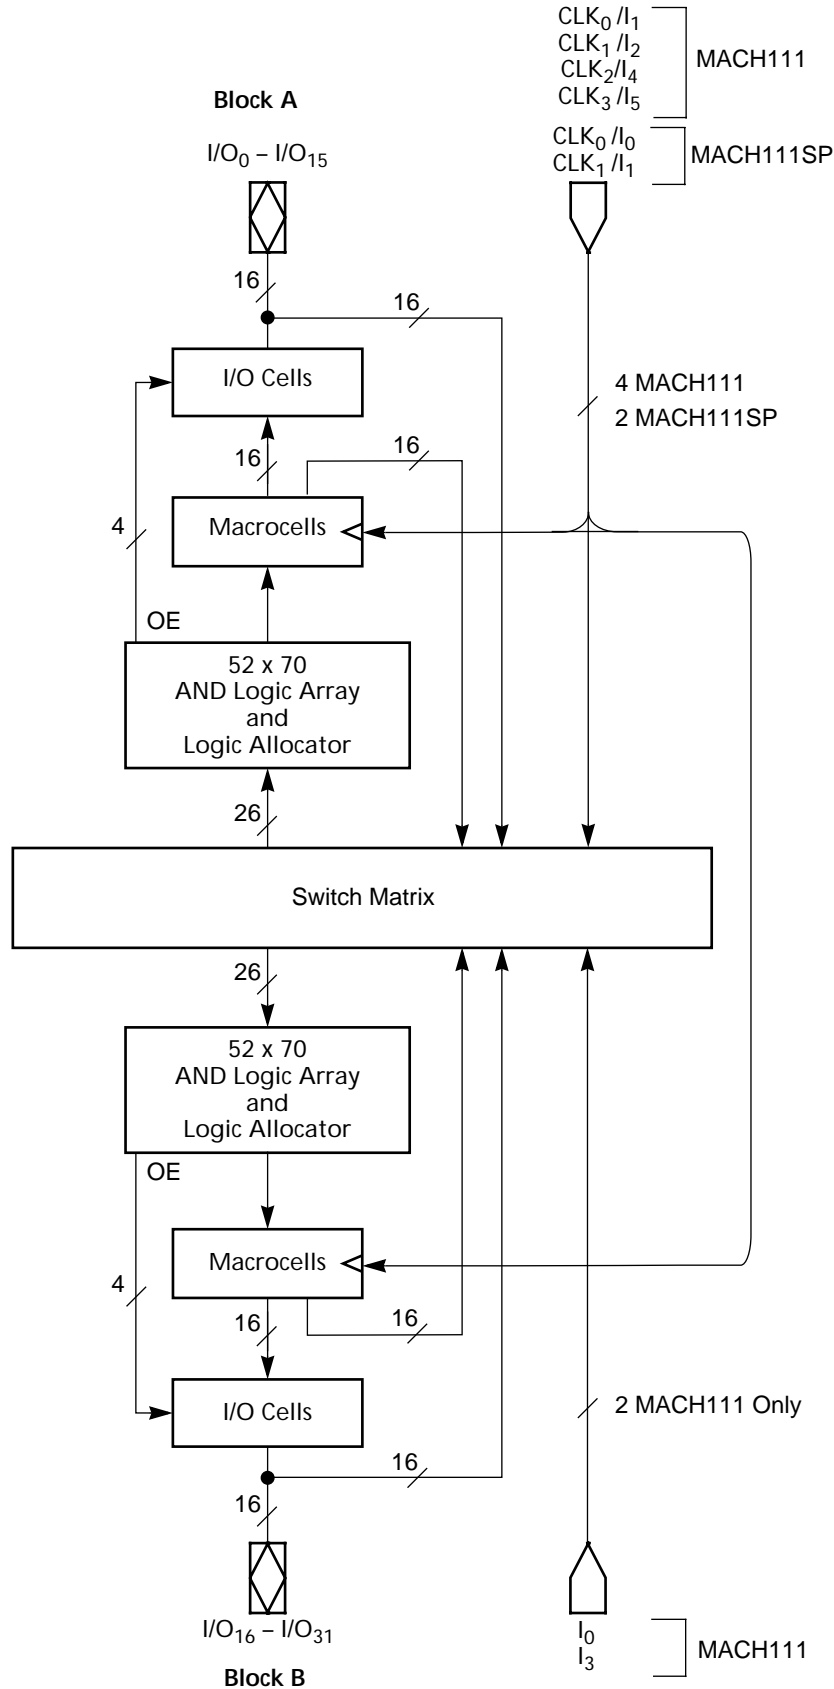 CLK0/I1
CLK1/I2
CLK2/I4
CLK3/I5
MACH111
Block A
CLK0/I0
CLK1/I1
MACH111SP
I/O0 – I/O15
16
16
I/O Cells
4 MACH111
2 MACH111SP
16
16
4
Macrocells
OE
52 x 70
AND Logic Array
and
Logic Allocator
26
Switch Matrix
26
52 x 70
AND Logic Array
and
Logic Allocator
OE
Macrocells
4
16
16
I/O Cells
2 MACH111 Only
16
16
I/O16 – I/O31
I0
I3
MACH111
Block B